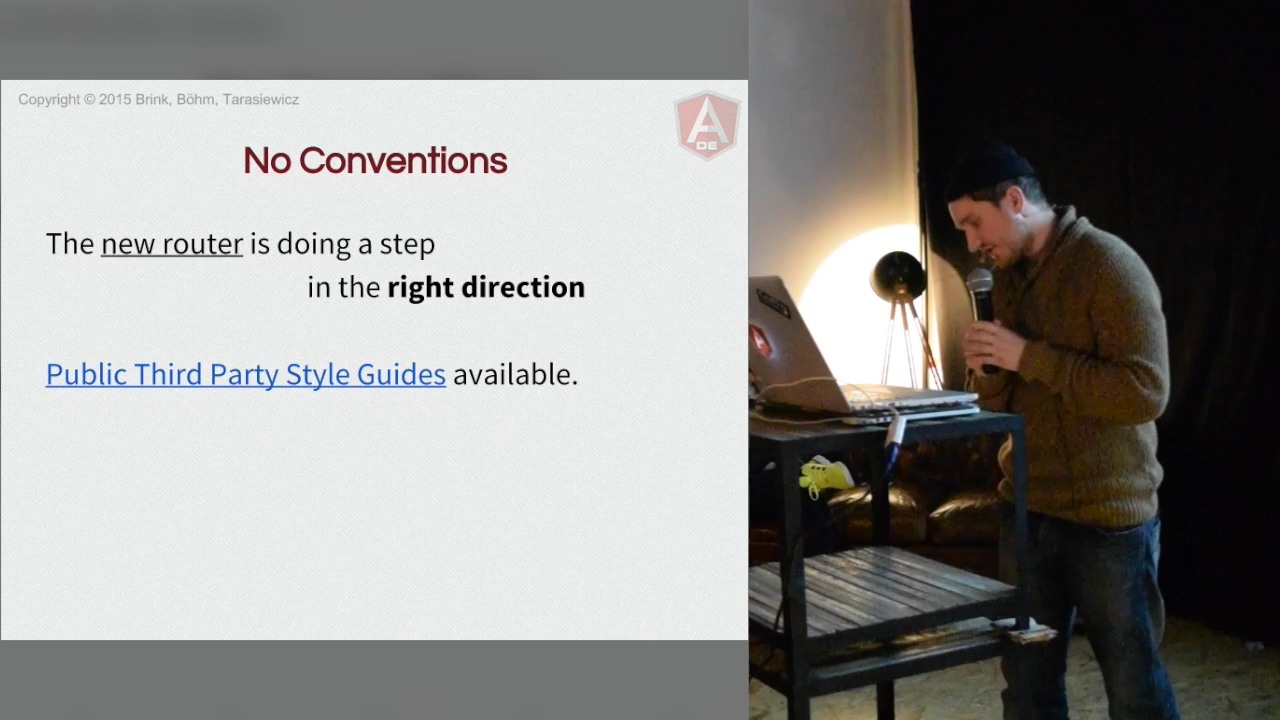 Copyright © 2015 Brink, Böhm, Tarasiewicz
A
DE
No Conventions
The new router is doing a step
in the right direction
Public Third Party Style Guides available.